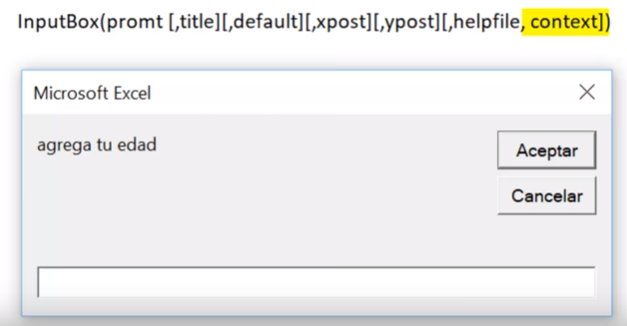 InputBox(promt [,title][,default][,xpost][,ypost][,helpfile, context])
Microsoft Excel
agrega tu edad
Aceptar
Cancelar